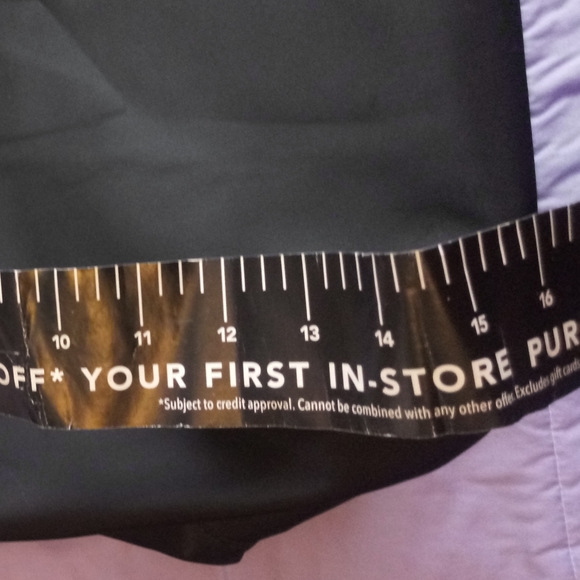 10 11 12 13 14 15 16
OFF* YOUR FIRST IN-STORE PUR
*Subject to credit approval. Cannot be combined with any other offer. Excludes gift cards